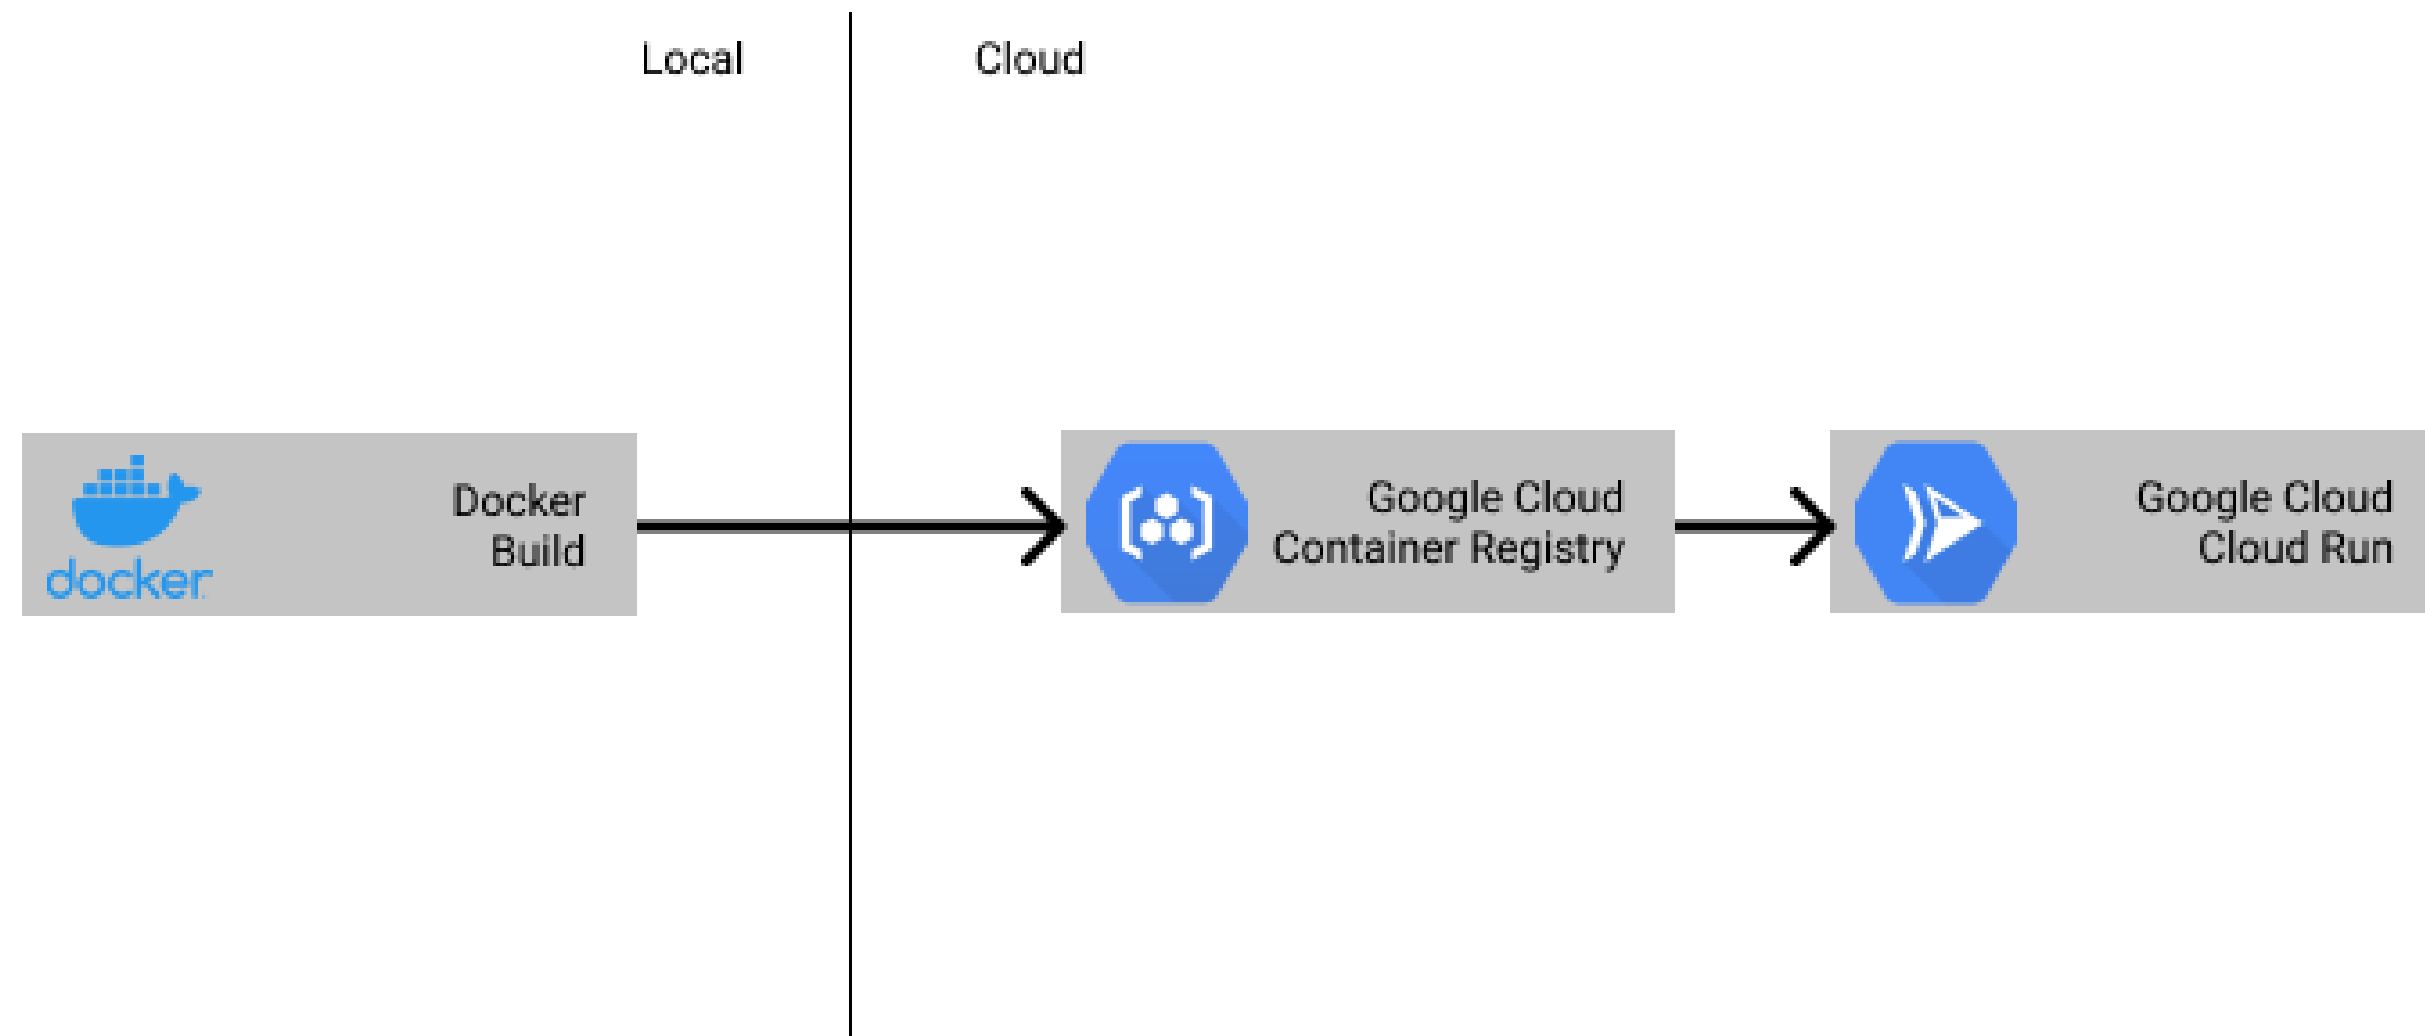 Local
Cloud
docker
Docker
Build
Google Cloud
Container Registry
Google Cloud
Cloud Run